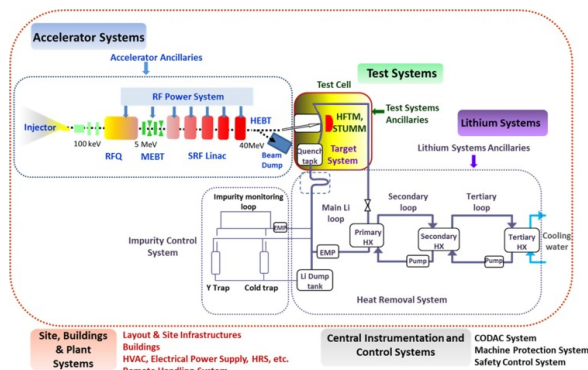 Accelerator Systems
Accelerator Ancillaries
RF Power System
Injector
100 keV
RFQ
5 MeV
MEBT
SRF Linac
HEBT
40MeV
Beam
Dump
Test Cell
HFTM,
STUMM
Target
System
Quench
tank
Test Systems
Test Systems
Ancillaries
Lithium Systems
Lithium Systems Ancillaries
Impurity monitoring
loop
EMP
Impurity Control
System
Y Trap
Cold trap
Main Li
loop
EMP
Li Dump
tank
Primary
HX
Secondary
loop
Pump
Secondary
HX
Tertiary
loop
Pump
Tertiary
HX
Cooling
water
Heat Removal System
Site, Buildings
& Plant
Systems
Layout & Site Infrastructures
Buildings
HVAC, Electrical Power Supply, HRS, etc.
Remote Handling System
Central Instrumentation and
Control Systems
CODAC System
Machine Protection System
Safety Control System